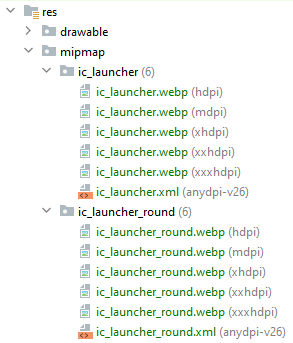 res
drawable
mipmap
ic_launcher (6)
ic_launcher.webp (hdpi)
ic_launcher.webp (mdpi)
ic_launcher.webp (xhdpi)
ic_launcher.webp (xxhdpi)
ic_launcher.webp (xxxhdpi)
ic_launcher.xml (anydpi-v26)
ic_launcher_round (6)
ic_launcher_round.webp (hdpi)
ic_launcher_round.webp (mdpi)
ic_launcher_round.webp (xhdpi)
ic_launcher_round.webp (xxhdpi)
ic_launcher_round.webp (xxxhdpi)
ic_launcher_round.xml (anydpi-v26)